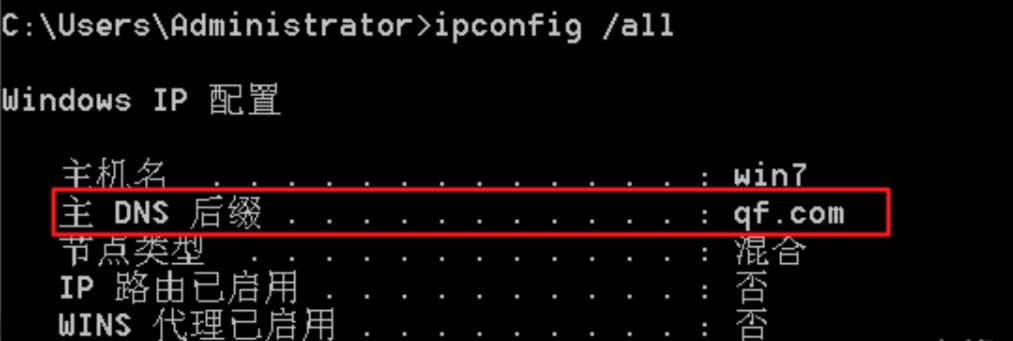 C:\Users\Administrator>ipconfig /all
Windows IP 配置
主机名 . . . . . . . . . . . . . : win7
主 DNS 后缀 . . . . . . . . . . . : qf.com
节点类型 . . . . . . . . . . . . : 混合
IP 路由已启用 . . . . . . . . . . : 否
WINS 代理已启用 . . . . . . . . . : 否